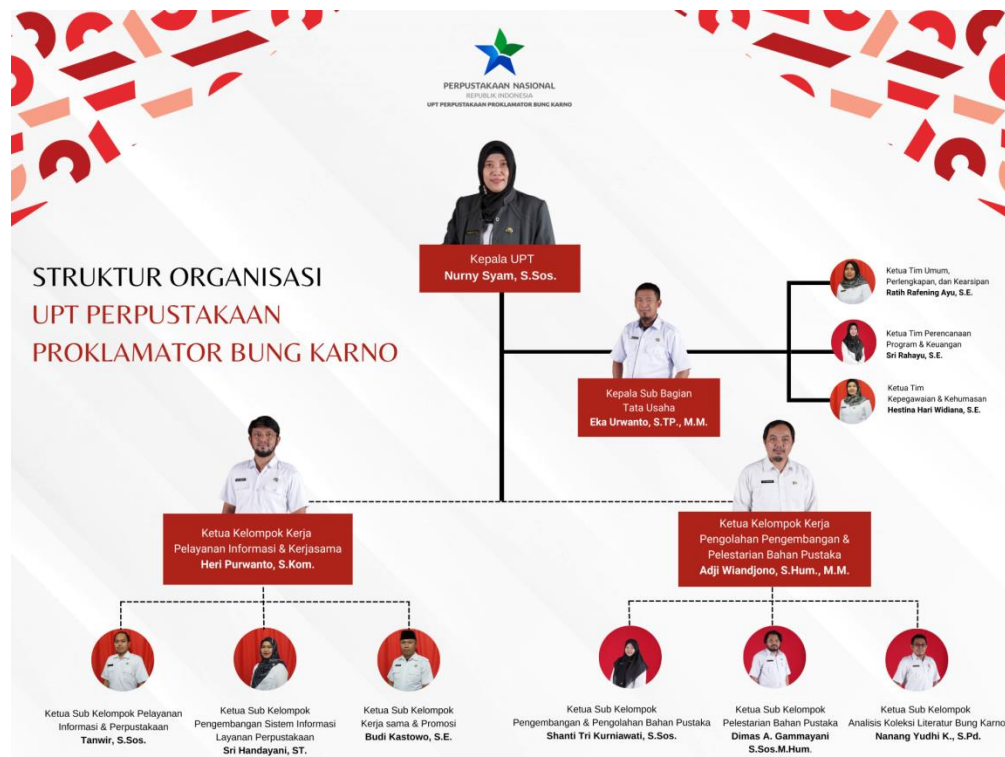 PERPUSTAKAAN NASIONAL
REPUBLIK INDONESIA
UPT PERPUSTAKAAN PROKLAMATOR BUNG KARNO
Kepala UPT
Nurny Syam, S.Sos.
STRUKTUR ORGANISASI
UPT PERPUSTAKAAN
PROKLAMATOR BUNG KARNO
Kepala Sub Bagian
Tata Usaha
Eka Urwanto, S.TP., M.M.
Ketua Tim Umum,
Perlengkapan, dan Kearsipan
Ratih Rafening Ayu, S.E.
Ketua Tim Perencanaan
Program & Keuangan
Sri Rahayu, S.E.
Ketua Tim
Kepegawaian & Kehumasan
Hestina Hari Widiana, S.E.
Ketua Kelompok Kerja
Pelayanan Informasi & Kerjasama
Heri Purwanto, S.Kom.
Ketua Kelompok Kerja
Pengolahan Pengembangan &
Pelestarian Bahan Pustaka
Adji Wiandjono, S.Hum., M.M.
Ketua Sub Kelompok Pelayanan
Informasi & Perpustakaan
Tanwir, S.Sos.
Ketua Sub Kelompok
Pengembangan Sistem Informasi
Layanan Perpustakaan
Sri Handayani, ST.
Ketua Sub Kelompok
Kerja sama & Promosi
Budi Kastowo, S.E.
Ketua Sub Kelompok
Pengembangan & Pengolahan Bahan Pustaka
Shanti Tri Kurniawati, S.Sos.
Ketua Sub Kelompok
Pelestarian Bahan Pustaka
Dimas A. Gammayani
S.Sos.M.Hum.
Ketua Sub Kelompok
Analisis Koleksi Literatur Bung Karno
Nanang Yudhi K., S.Pd.